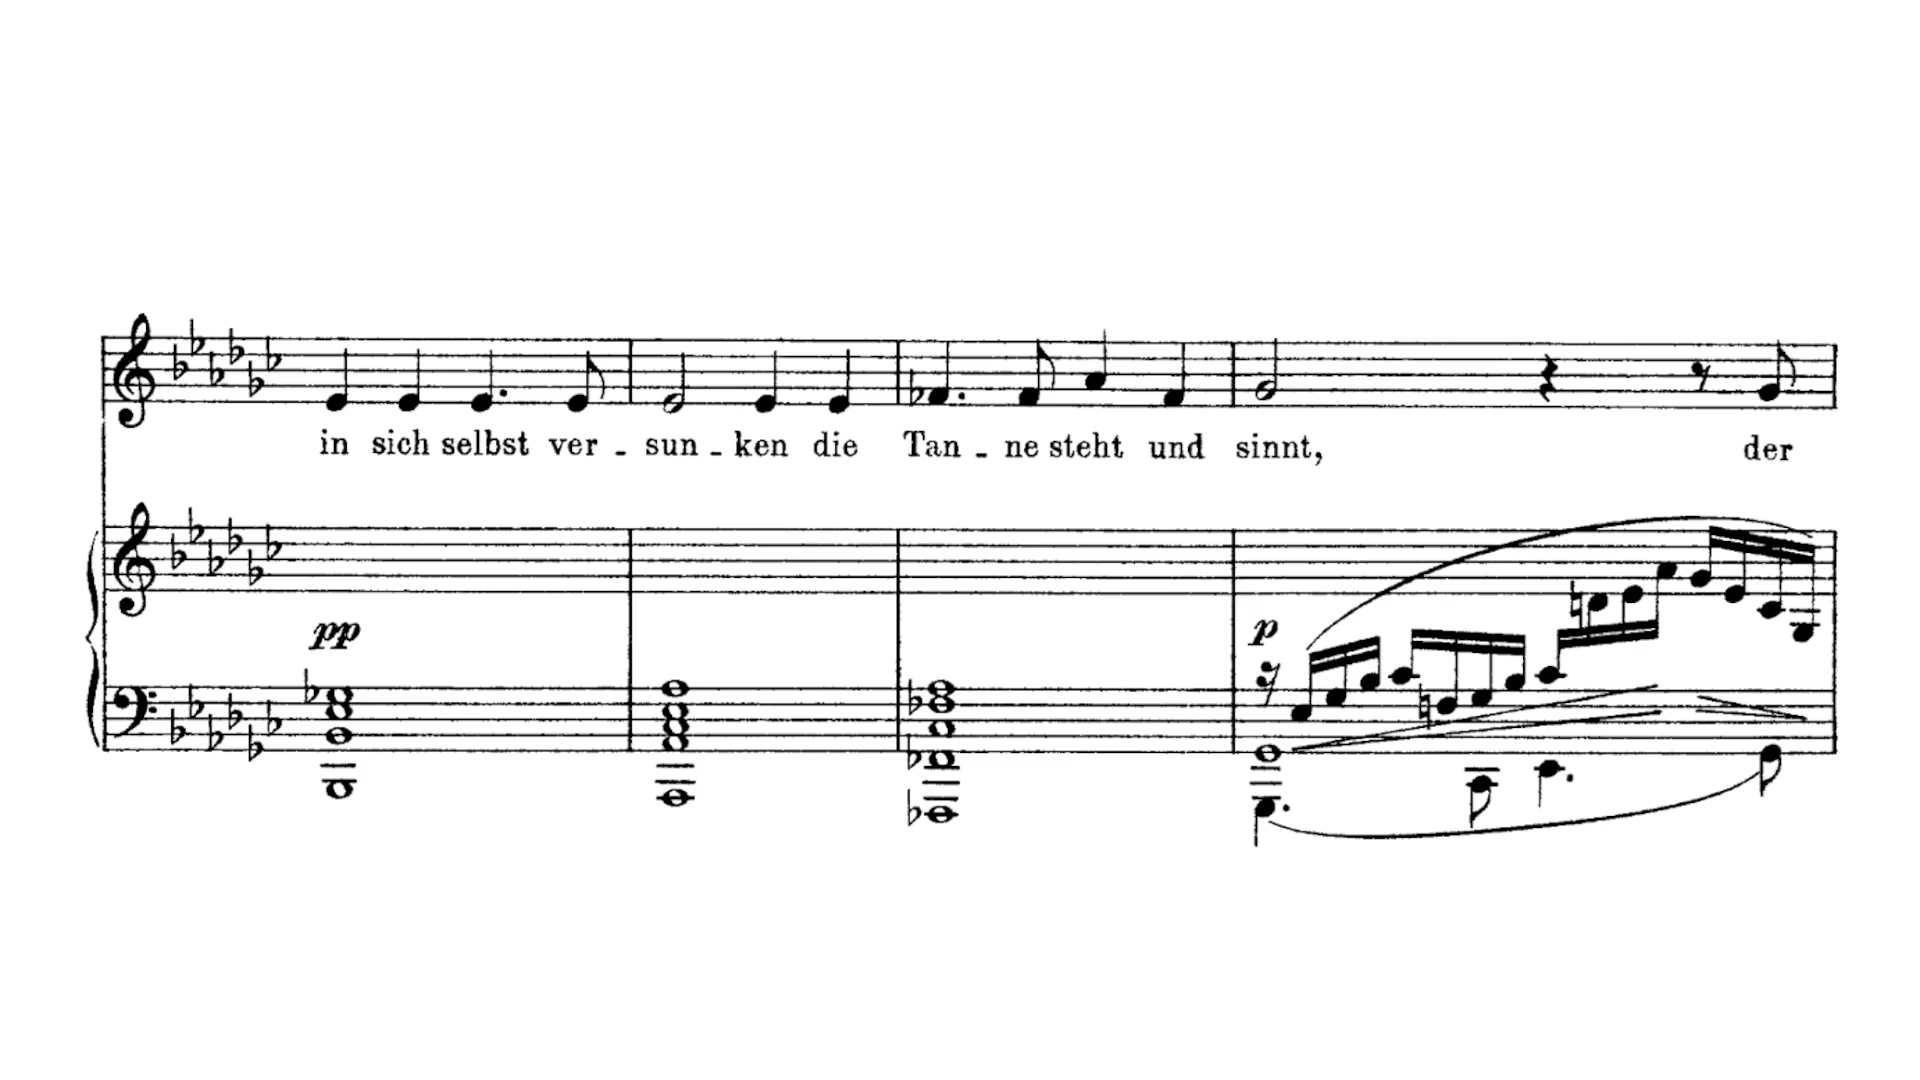 in sich selbst ver - sun - ken die Tan - ne steht und sinnt, der
pp
p